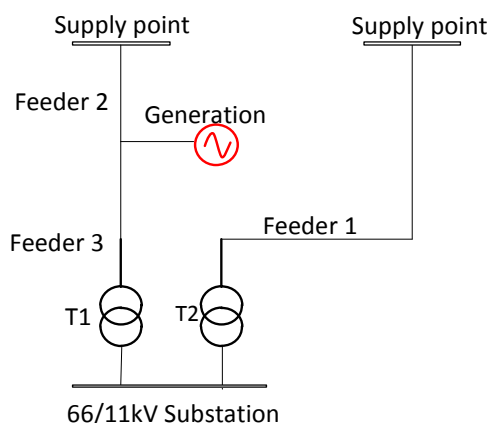 Supply point
Supply point
Feeder 2
Generation
Feeder 1
Feeder 3
T1
T2
66/11kV Substation